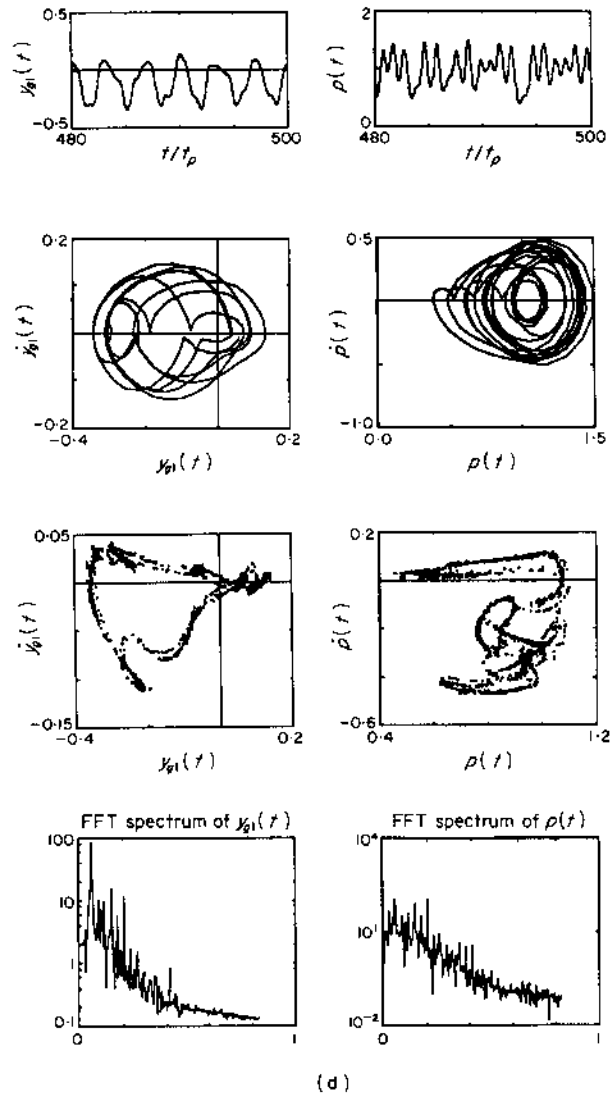 0·5
y_g1(t)
-0·5
480
500
t/t_p
2
p(t)
0
480
500
t/t_p
0·2
ẏ_g1(t)
-0·2
-0·4
0·2
y_g1(t)
0·5
ṗ(t)
-1·0
0·0
1·5
p(t)
0·05
ẏ_g1(t)
-0·15
-0·4
0·2
y_g1(t)
0·2
ṗ(t)
-0·6
0·4
1·2
p(t)
FFT spectrum of y_g1(t)
100
10
1
0·1
0
1
FFT spectrum of p(t)
10⁴
10¹
10⁻²
0
1
(d)